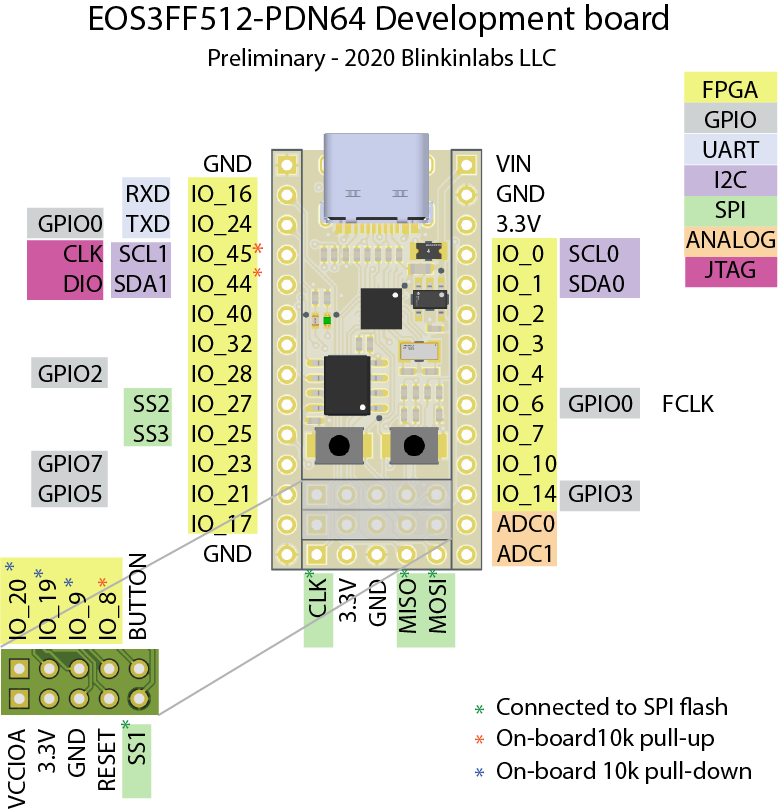 EOS3FF512-PDN64 Development board
Preliminary - 2020 Blinkinlabs LLC
FPGA
GPIO
UART
I2C
SPI
ANALOG
JTAG
GND
RXD IO_16
GPIO0 TXD IO_24
CLK SCL1 IO_45*
DIO SDA1 IO_44*
IO_40
IO_32
GPIO2 IO_28
SS2 IO_27
SS3 IO_25
GPIO7 IO_23
GPIO5 IO_21
IO_17
GND
VIN
GND
3.3V
IO_0 SCL0
IO_1 SDA0
IO_2
IO_3
IO_4
IO_6 GPIO0 FCLK
IO_7
IO_10
IO_14 GPIO3
ADC0
ADC1
CLK*
3.3V
GND
MISO*
MOSI*
IO_20*
IO_19*
IO_9*
IO_8*
BUTTON
VCCIOA
3.3V
GND
RESET
SS1*
* Connected to SPI flash
* On-board10k pull-up
* On-board 10k pull-down